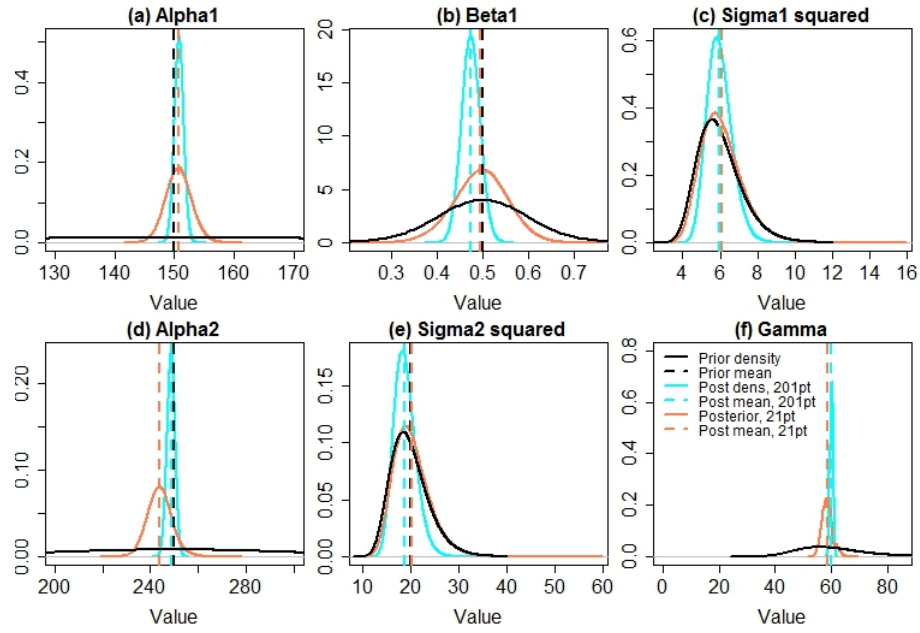 (a) Alpha1
(b) Beta1
(c) Sigma1 squared
0.0 0.2 0.4
130 140 150 160 170
Value
0 5 10 15 20
0.3 0.4 0.5 0.6 0.7
Value
0.0 0.2 0.4 0.6
4 6 8 10 12 14 16
Value
(d) Alpha2
(e) Sigma2 squared
(f) Gamma
0.00 0.10 0.20
200 240 280
Value
0.00 0.05 0.10 0.15
10 20 30 40 50 60
Value
0.0 0.2 0.4 0.6 0.8
Prior density
Prior mean
Post dens, 201pt
Post mean, 201pt
Posterior, 21pt
Post mean, 21pt
0 20 40 60 80
Value